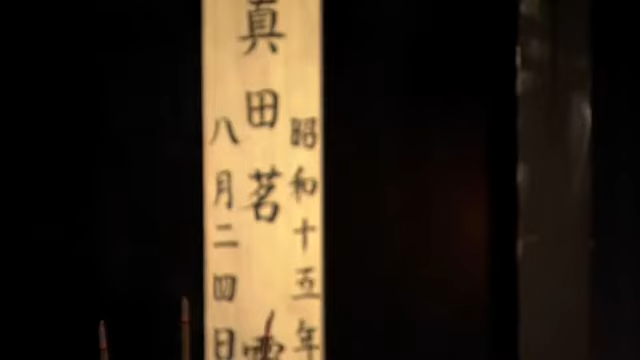 昭和十五年
真田茗
八月二四日